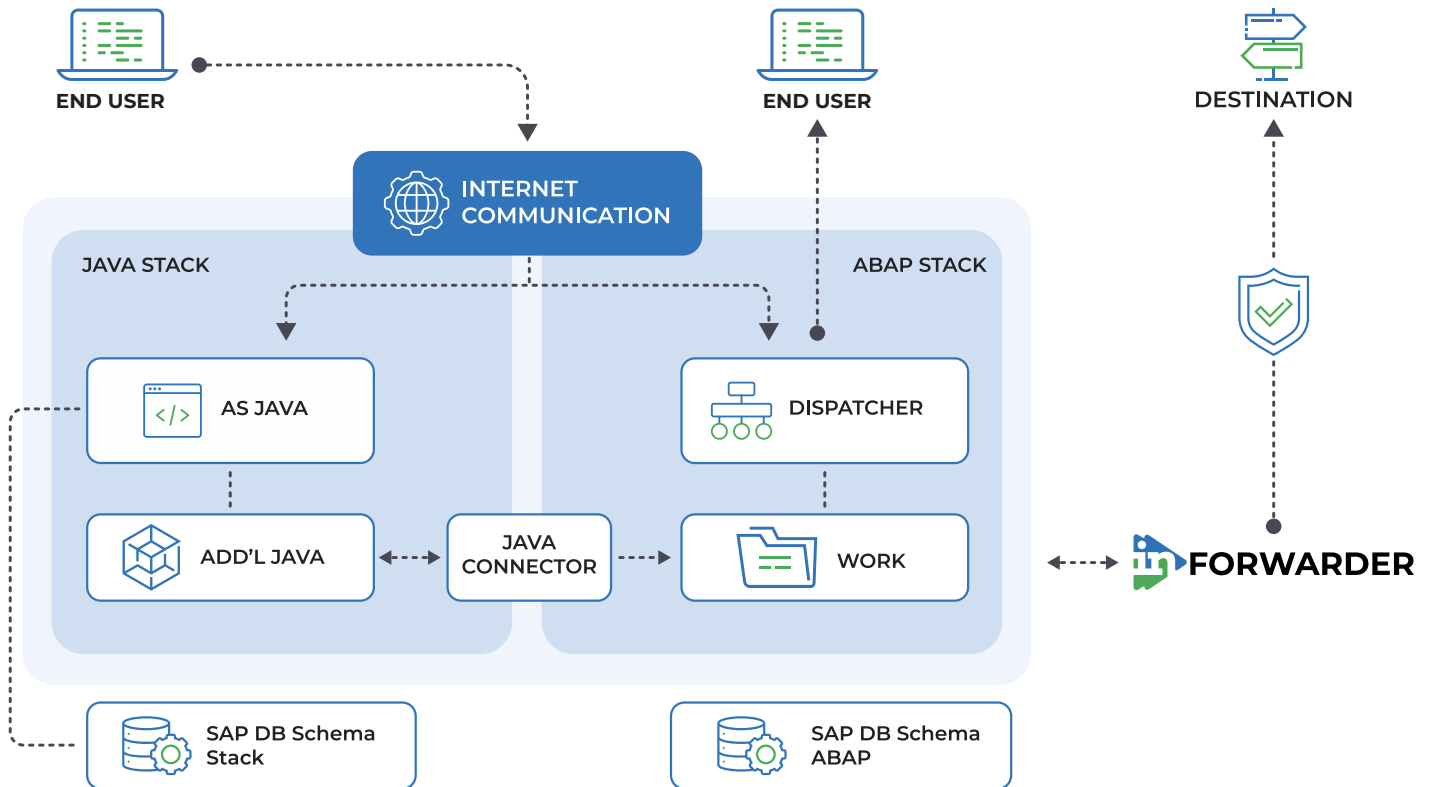 END USER
END USER
DESTINATION
INTERNET
COMMUNICATION
JAVA STACK
ABAP STACK
</>
AS JAVA
DISPATCHER
ADD'L JAVA
JAVA
CONNECTOR
WORK
in
FORWARDER
SAP DB Schema
Stack
SAP DB Schema
ABAP